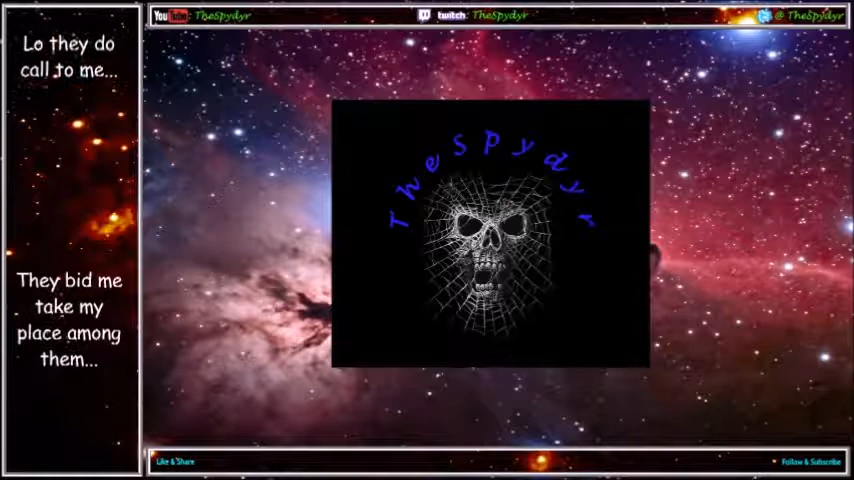 YouTube: TheSpydyr
twitch: TheSpydyr
@ TheSpydyr
Lo they do
call to me...
They bid me
take my
place among
them...
TheSpydyr
Like & Share
Follow & Subscribe